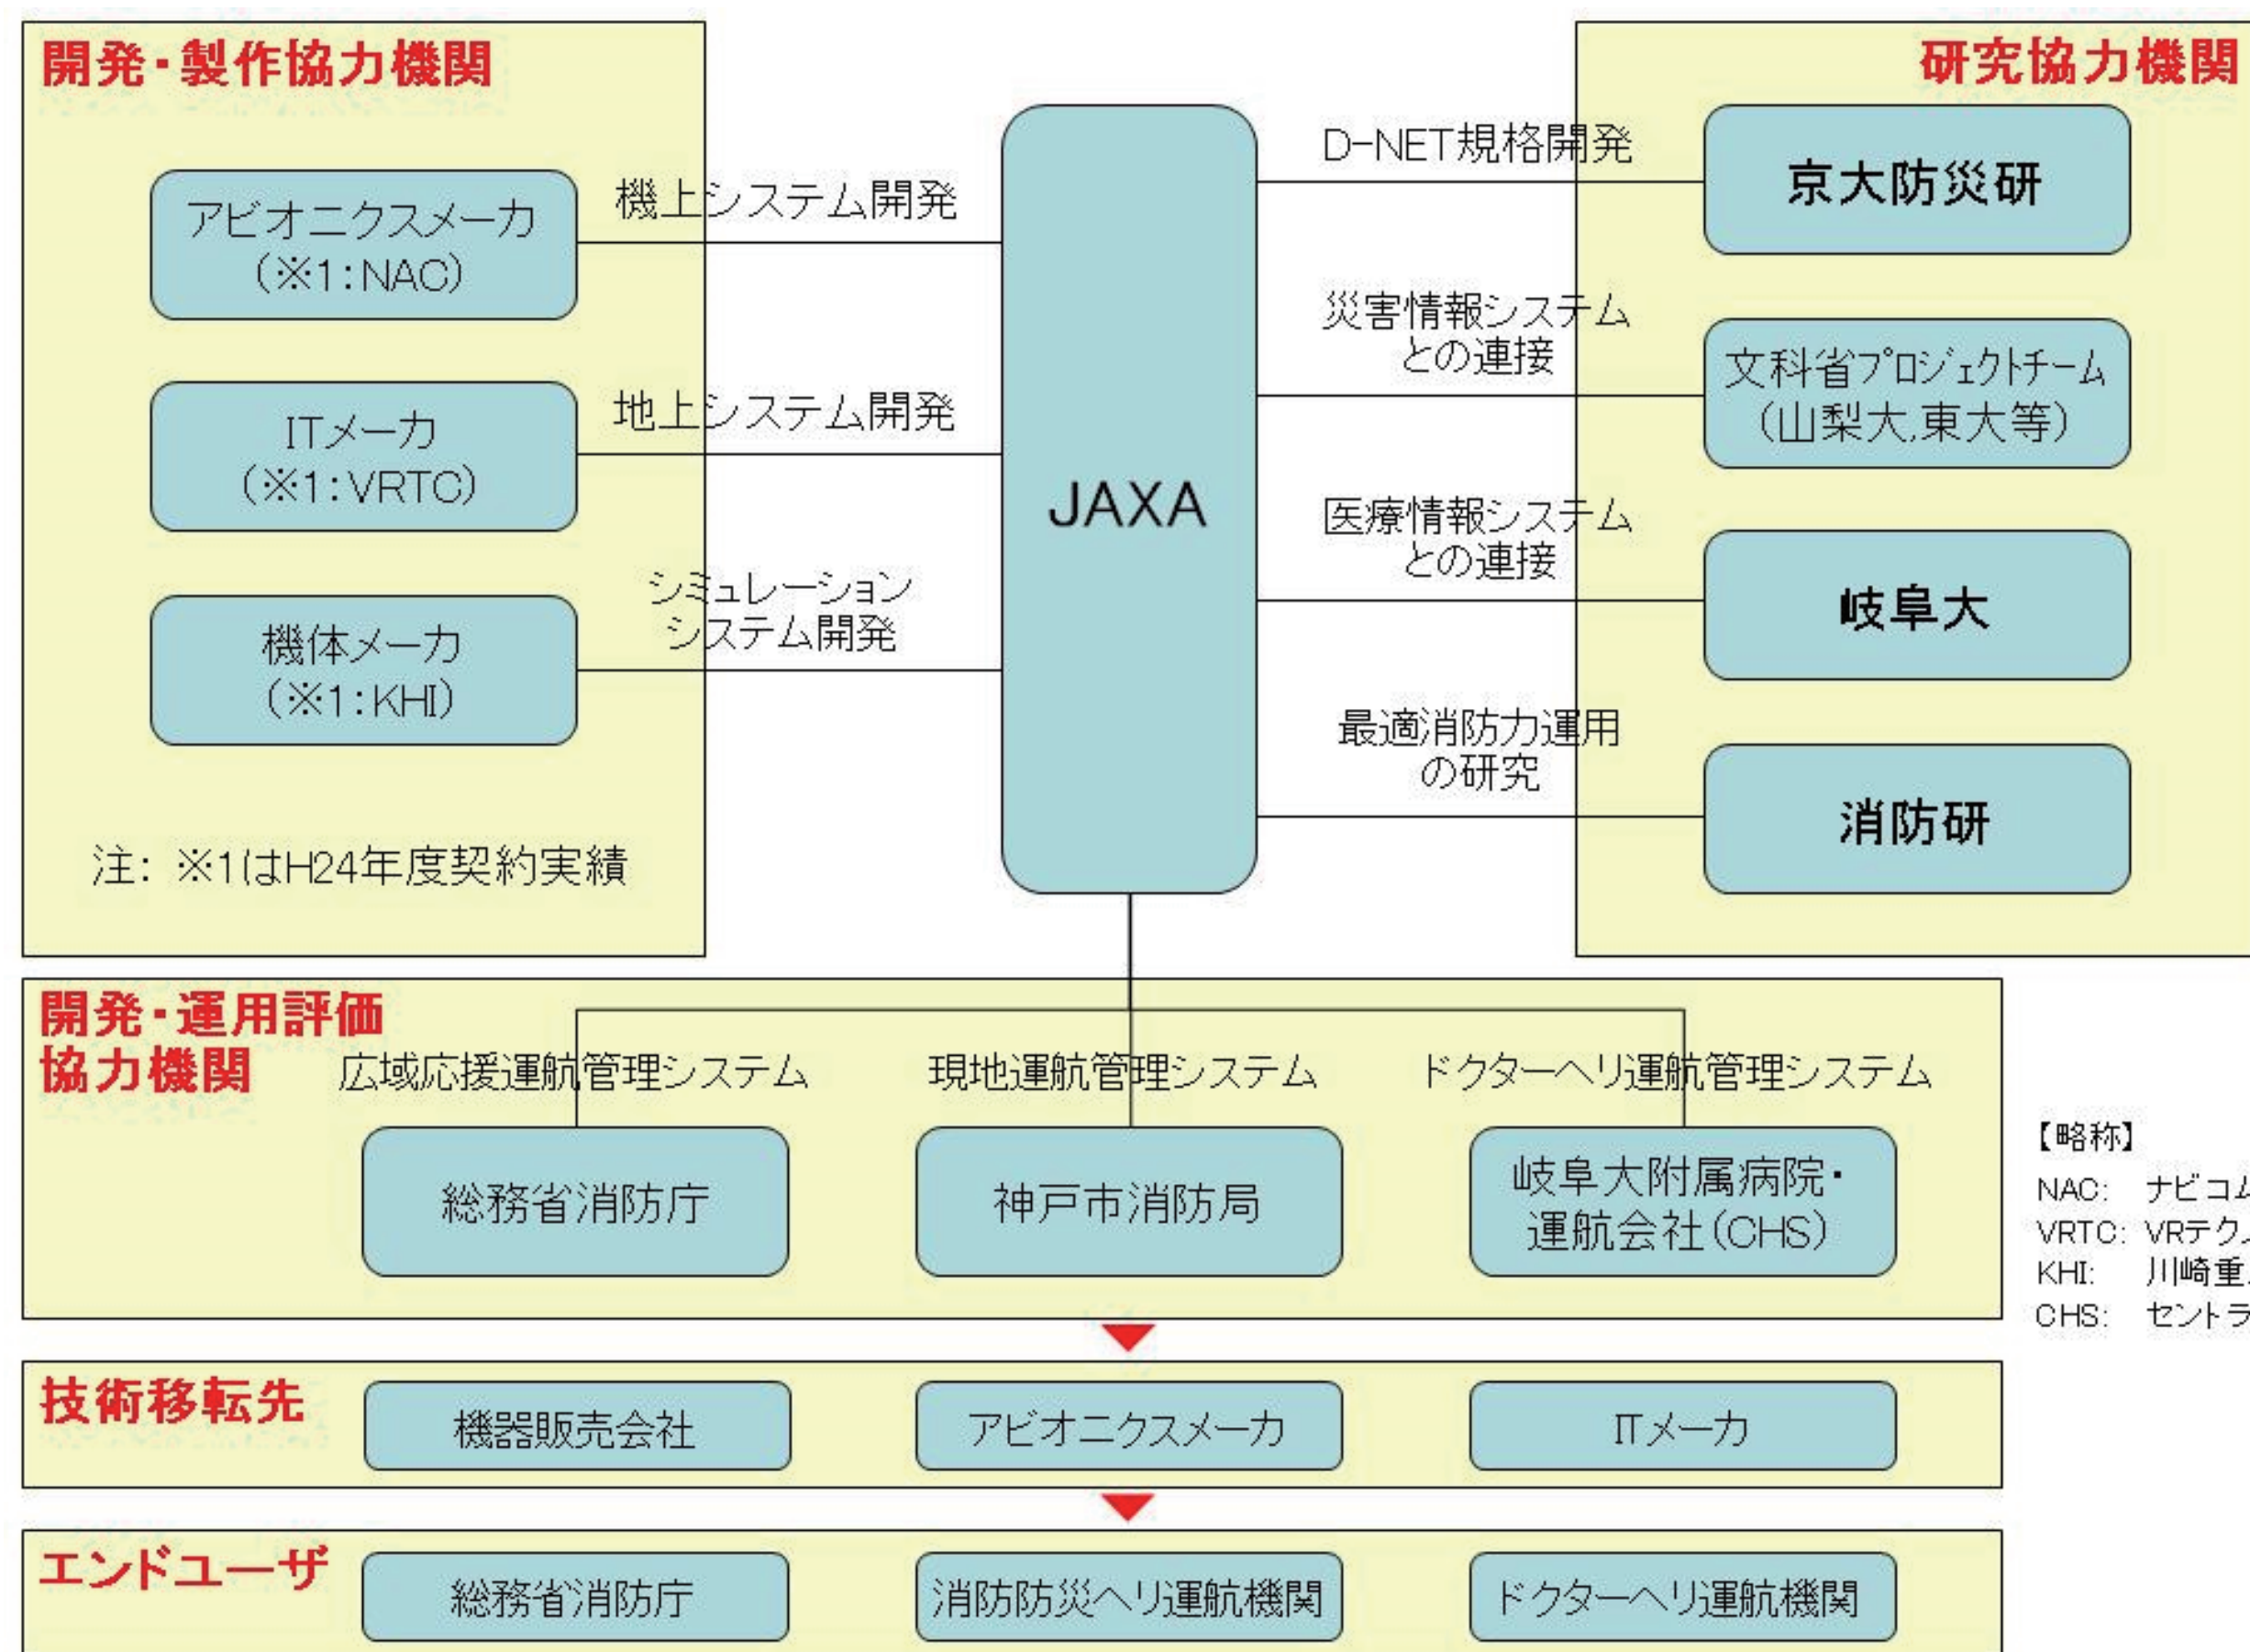 開発・製作協力機関
アビオニクスメーカ
(※1:NAC)
機上システム開発
ITメーカ
(※1:VRTC)
地上システム開発
機体メーカ
(※1:KHI)
シミュレーション
システム開発
注: ※1はH24年度契約実績
JAXA
研究協力機関
D-NET規格開発
京大防災研
災害情報システム
との連接
文科省プロジェクトチーム
(山梨大,東大等)
医療情報システム
との連接
岐阜大
最適消防力運用
の研究
消防研
開発・運用評価
協力機関
広域応援運航管理システム
総務省消防庁
現地運航管理システム
神戸市消防局
ドクターヘリ運航管理システム
岐阜大附属病院・
運航会社(CHS)
【略称】
NAC: ナビコム
VRTC: VRテク
KHI: 川崎重
CHS: セントラ
技術移転先
機器販売会社
アビオニクスメーカ
ITメーカ
エンドユーザ
総務省消防庁
消防防災ヘリ運航機関
ドクターヘリ運航機関